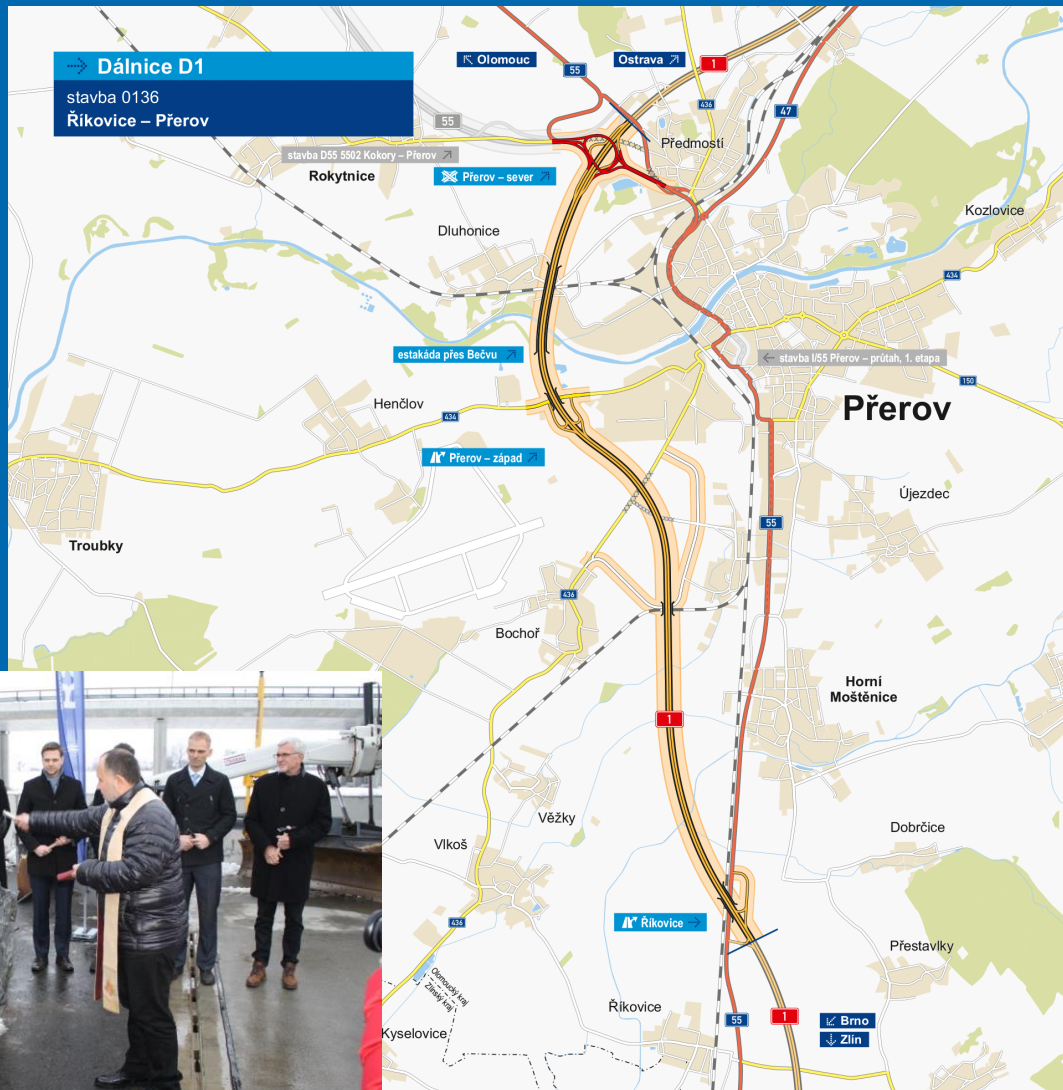 Dálnice D1
stavba 0136
Říkovice – Přerov
Olomouc
Ostrava
1
55
436
47
55
Předmostí
stavba D55 5502 Kokory – Přerov
Rokytnice
Přerov – sever
Kozlovice
Dluhonice
434
estakáda přes Bečvu
stavba I/55 Přerov – průtah, 1. etapa
150
Henčlov
434
Přerov
Přerov – západ
Újezdec
55
Troubky
436
Bochoř
Horní
Moštěnice
1
Věžky
Vlkoš
Dobrčice
436
Říkovice
Přestavlky
Olomoucký kraj
Zlínský kraj
Říkovice
55
1
Brno
Zlín
Kyselovice